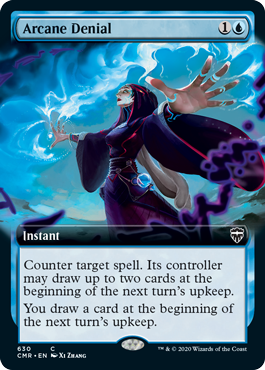 Arcane Denial 1
Instant
Counter target spell. Its controller
may draw up to two cards at the
beginning of the next turn's upkeep.
You draw a card at the beginning of
the next turn's upkeep.
630 C
CMR • EN Xi Zhang
™ & © 2020 Wizards of the Coast